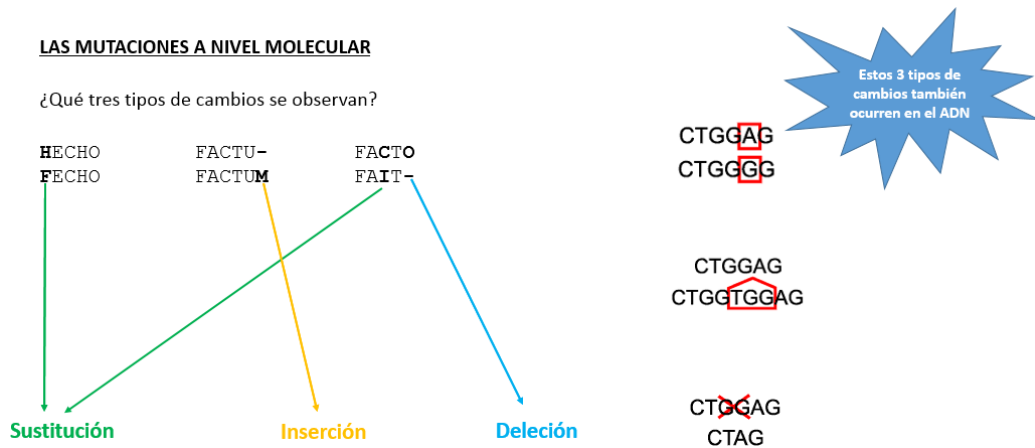 LAS MUTACIONES A NIVEL MOLECULAR
¿Qué tres tipos de cambios se observan?
HECHO FACTU- FACTO
FECHO FACTUM FAIT-
Sustitución Inserción Deleción
Estos 3 tipos de
cambios también
ocurren en el ADN
CTGGAG
CTGGGG
CTGGAG
CTGGTGGAG
CTGGAG
CTAG